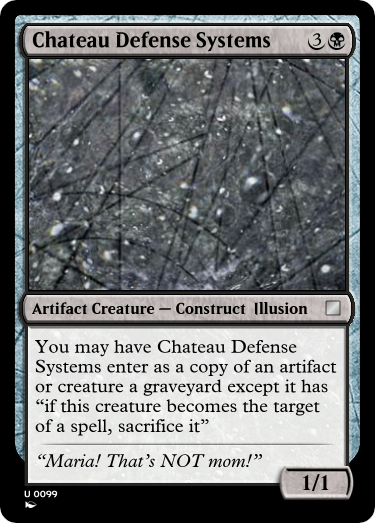 Chateau Defense Systems 3
Artifact Creature — Construct Illusion
You may have Chateau Defense
Systems enter as a copy of an artifact
or creature a graveyard except it has
“if this creature becomes the target
of a spell, sacrifice it”
“Maria! That’s NOT mom!”
1/1
U 0099